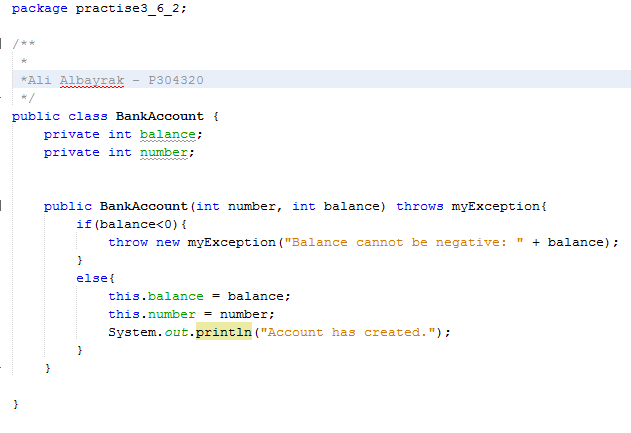 package practise3_6_2;
/**
*
*Ali Albayrak - P304320
*/
public class BankAccount {
private int balance;
private int number;
public BankAccount(int number, int balance) throws myException{
if(balance<0){
throw new myException("Balance cannot be negative: " + balance);
}
else{
this.balance = balance;
this.number = number;
System.out.println("Account has created.");
}
}
}